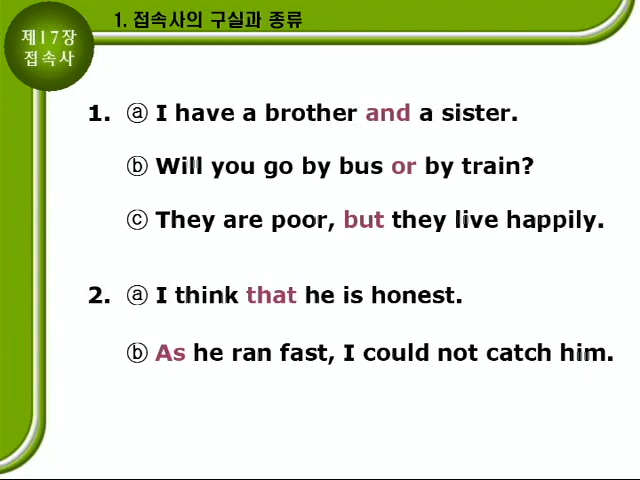 1. 접속사의 구실과 종류
제17장
접속사
1. ⓐ I have a brother and a sister.
ⓑ Will you go by bus or by train?
ⓒ They are poor, but they live happily.
2. ⓐ I think that he is honest.
ⓑ As he ran fast, I could not catch him.